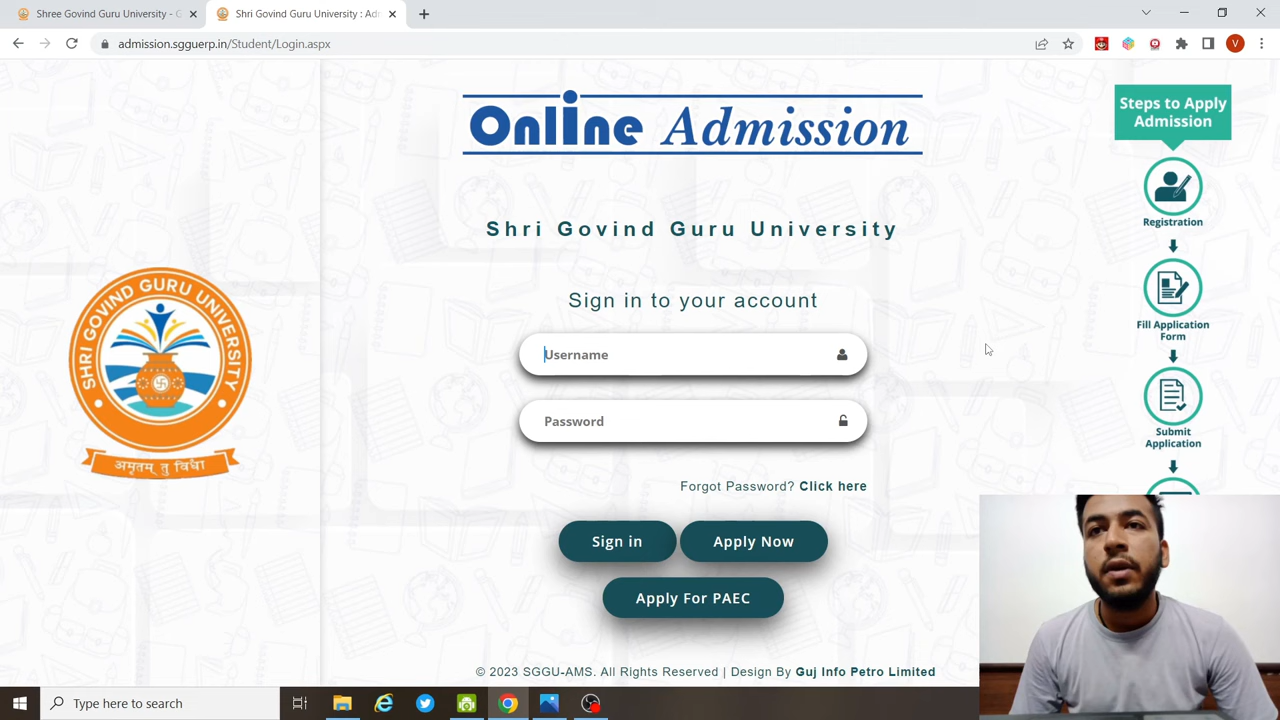 Shree Govind Guru University - G
Shri Govind Guru University : Adm
admission.sgguerp.in/Student/Login.aspx
V
Online Admission
Shri Govind Guru University
Sign in to your account
Username
Password
Forgot Password? Click here
Sign in
Apply Now
Apply For PAEC
© 2023 SGGU-AMS. All Rights Reserved | Design By Guj Info Petro Limited
SHRI GOVIND GURU UNIVERSITY
Steps to Apply
Admission
Registration
Fill Application
Form
Submit
Application
Type here to search